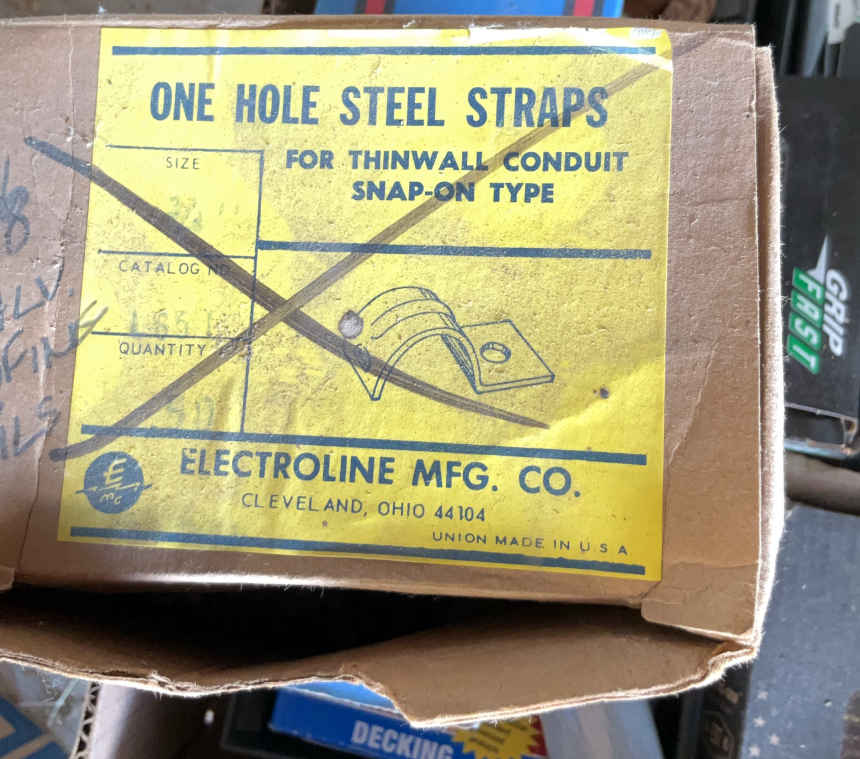 ONE HOLE STEEL STRAPS
SIZE
FOR THINWALL CONDUIT
SNAP-ON TYPE
CATALOG NO
QUANTITY
E
ELECTROLINE MFG. CO.
CLEVELAND, OHIO 44104
UNION MADE IN U S A
GRIP
FAST
DECKING